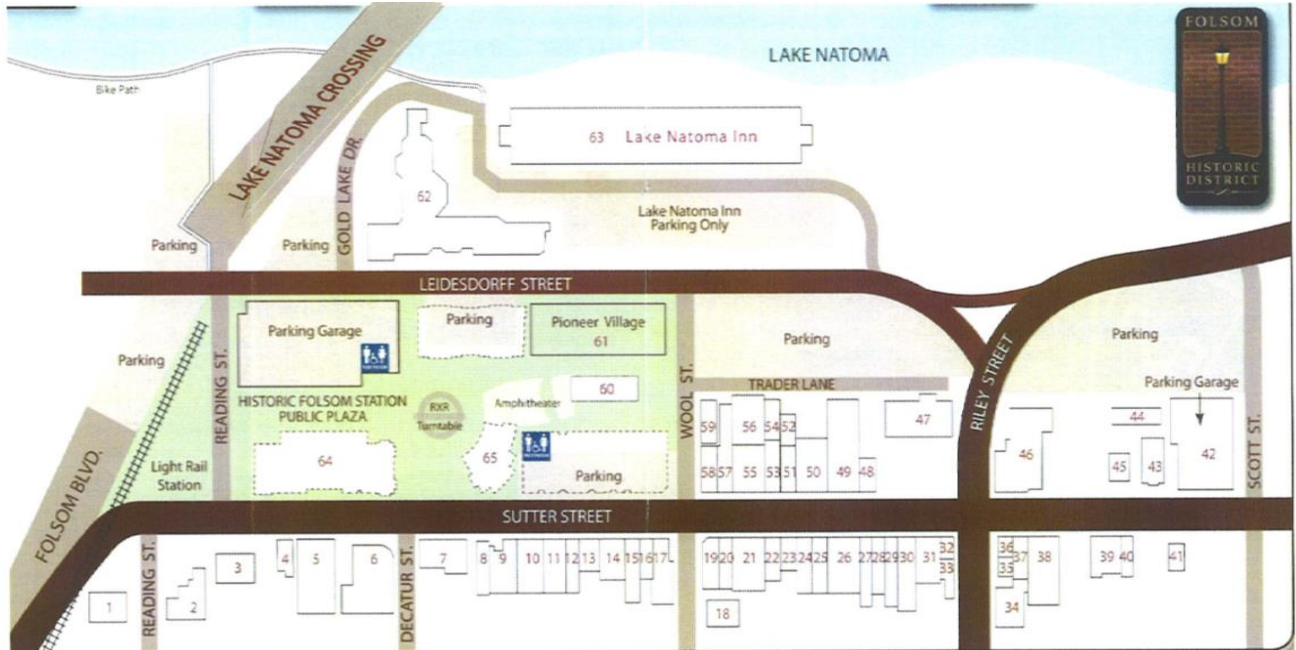 FOLSOM
HISTORIC
DISTRICT
LAKE NATOMA
Bike Path
LAKE NATOMA CROSSING
GOLD LAKE DR.
63 Lake Natoma Inn
62
Lake Natoma Inn
Parking Only
Parking
Parking
LEIDESDORFF STREET
Parking
READING ST.
Parking Garage
Parking
Pioneer Village
61
WOOL ST.
Parking
RILEY STREET
Parking
TRADER LANE
Parking Garage
HISTORIC FOLSOM STATION
PUBLIC PLAZA
RXR
Turntable
Amphitheater
60
59
56
54
52
47
46
44
42
SCOTT ST.
FOLSOM BLVD.
Light Rail
Station
64
65
Parking
58
57
55
53
51
50
49
48
45
43
SUTTER STREET
READING ST.
DECATUR ST.
1
2
3
4
5
6
7
8
9
10
11
12
13
14
15
16
17
18
19
20
21
22
23
24
25
26
27
28
29
30
31
32
33
34
35
36
37
38
39
40
41